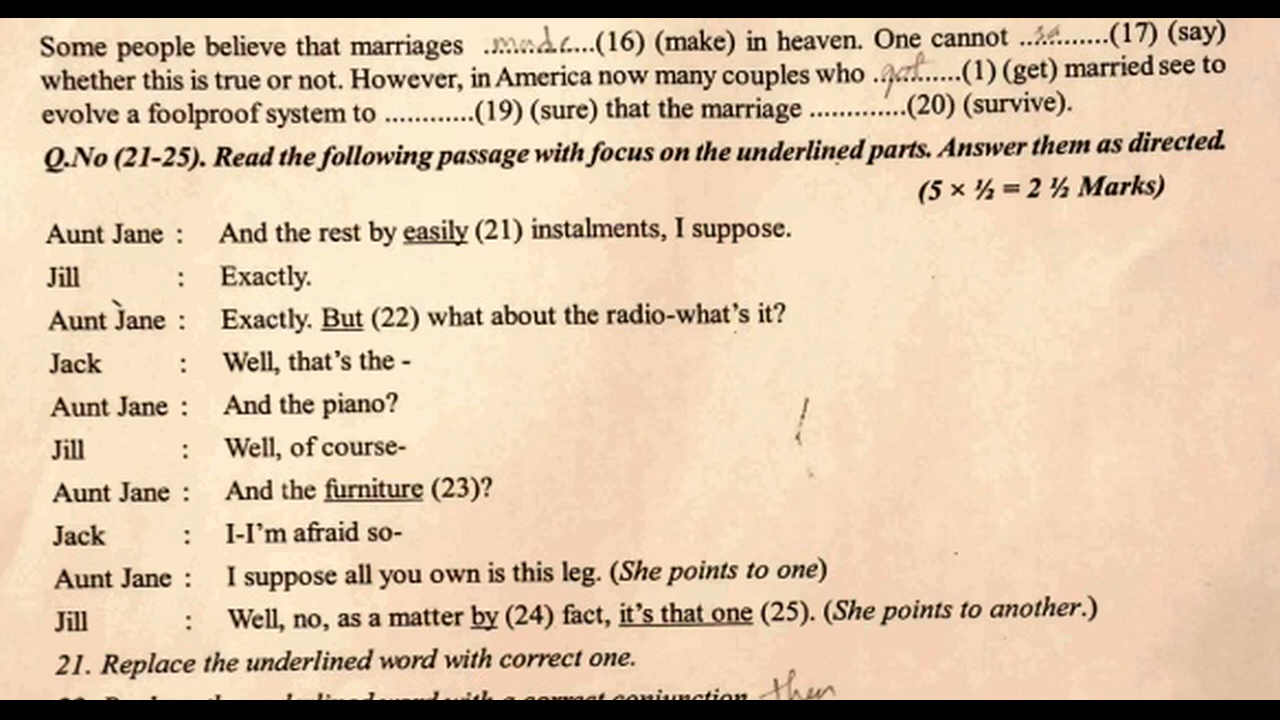 Some people believe that marriages ..made....(16) (make) in heaven. One cannot ............(17) (say)
whether this is true or not. However, in America now many couples who ..got......(1) (get) married see to
evolve a foolproof system to ............(19) (sure) that the marriage .............(20) (survive).
Q.No (21-25). Read the following passage with focus on the underlined parts. Answer them as directed.
(5 × ½ = 2 ½ Marks)
Aunt Jane : And the rest by easily (21) instalments, I suppose.
Jill : Exactly.
Aunt Jane : Exactly. But (22) what about the radio-what's it?
Jack : Well, that's the -
Aunt Jane : And the piano?
Jill : Well, of course-
Aunt Jane : And the furniture (23)?
Jack : I-I'm afraid so-
Aunt Jane : I suppose all you own is this leg. (She points to one)
Jill : Well, no, as a matter by (24) fact, it's that one (25). (She points to another.)
21. Replace the underlined word with correct one.
with a correct conjunction. then